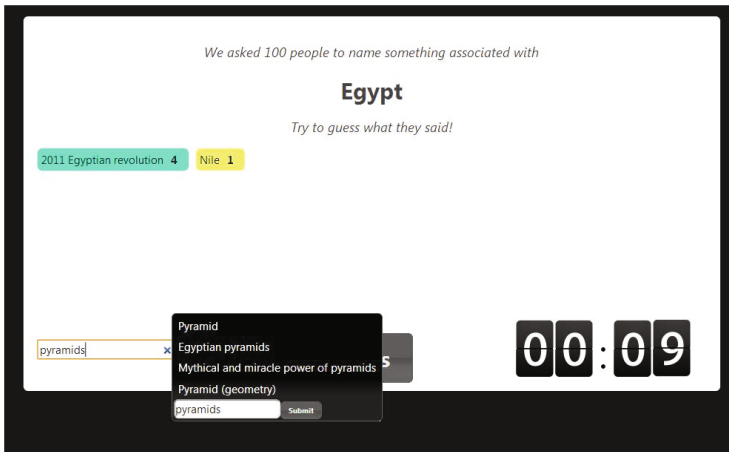 We asked 100 people to name something associated with
Egypt
Try to guess what they said!
2011 Egyptian revolution 4 Nile 1
Pyramid
Egyptian pyramids
Mythical and miracle power of pyramids
Pyramid (geometry)
pyramids Submit
pyramids
s
00:09